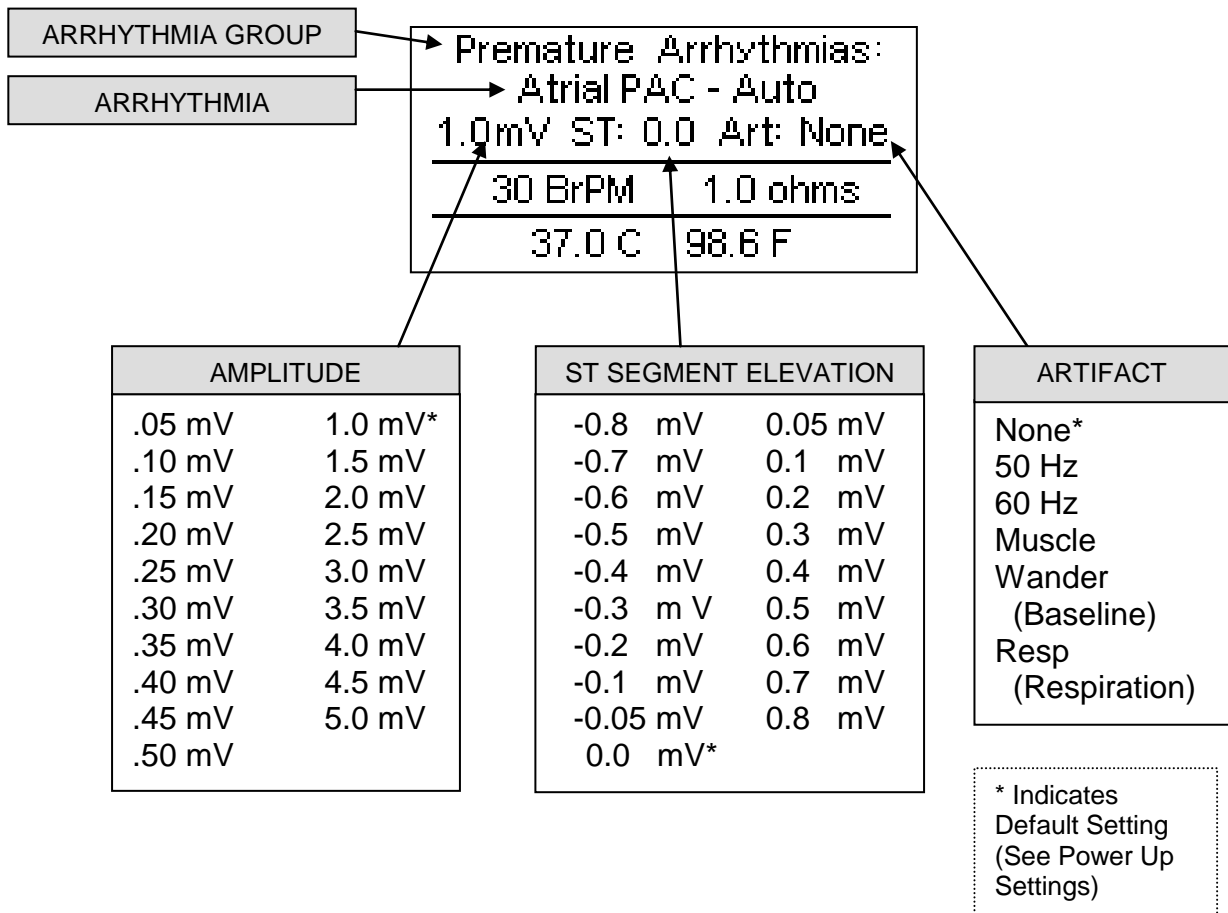 ARRHYTHMIA GROUP
ARRHYTHMIA
Premature Arrhythmias:
Atrial PAC - Auto
1.0mV ST: 0.0 Art: None
30 BrPM 1.0 ohms
37.0 C 98.6 F
AMPLITUDE
.05 mV 1.0 mV*
.10 mV 1.5 mV
.15 mV 2.0 mV
.20 mV 2.5 mV
.25 mV 3.0 mV
.30 mV 3.5 mV
.35 mV 4.0 mV
.40 mV 4.5 mV
.45 mV 5.0 mV
.50 mV
ST SEGMENT ELEVATION
-0.8 mV 0.05 mV
-0.7 mV 0.1 mV
-0.6 mV 0.2 mV
-0.5 mV 0.3 mV
-0.4 mV 0.4 mV
-0.3 m V 0.5 mV
-0.2 mV 0.6 mV
-0.1 mV 0.7 mV
-0.05 mV 0.8 mV
0.0 mV*
ARTIFACT
None*
50 Hz
60 Hz
Muscle
Wander
(Baseline)
Resp
(Respiration)
* Indicates
Default Setting
(See Power Up
Settings)